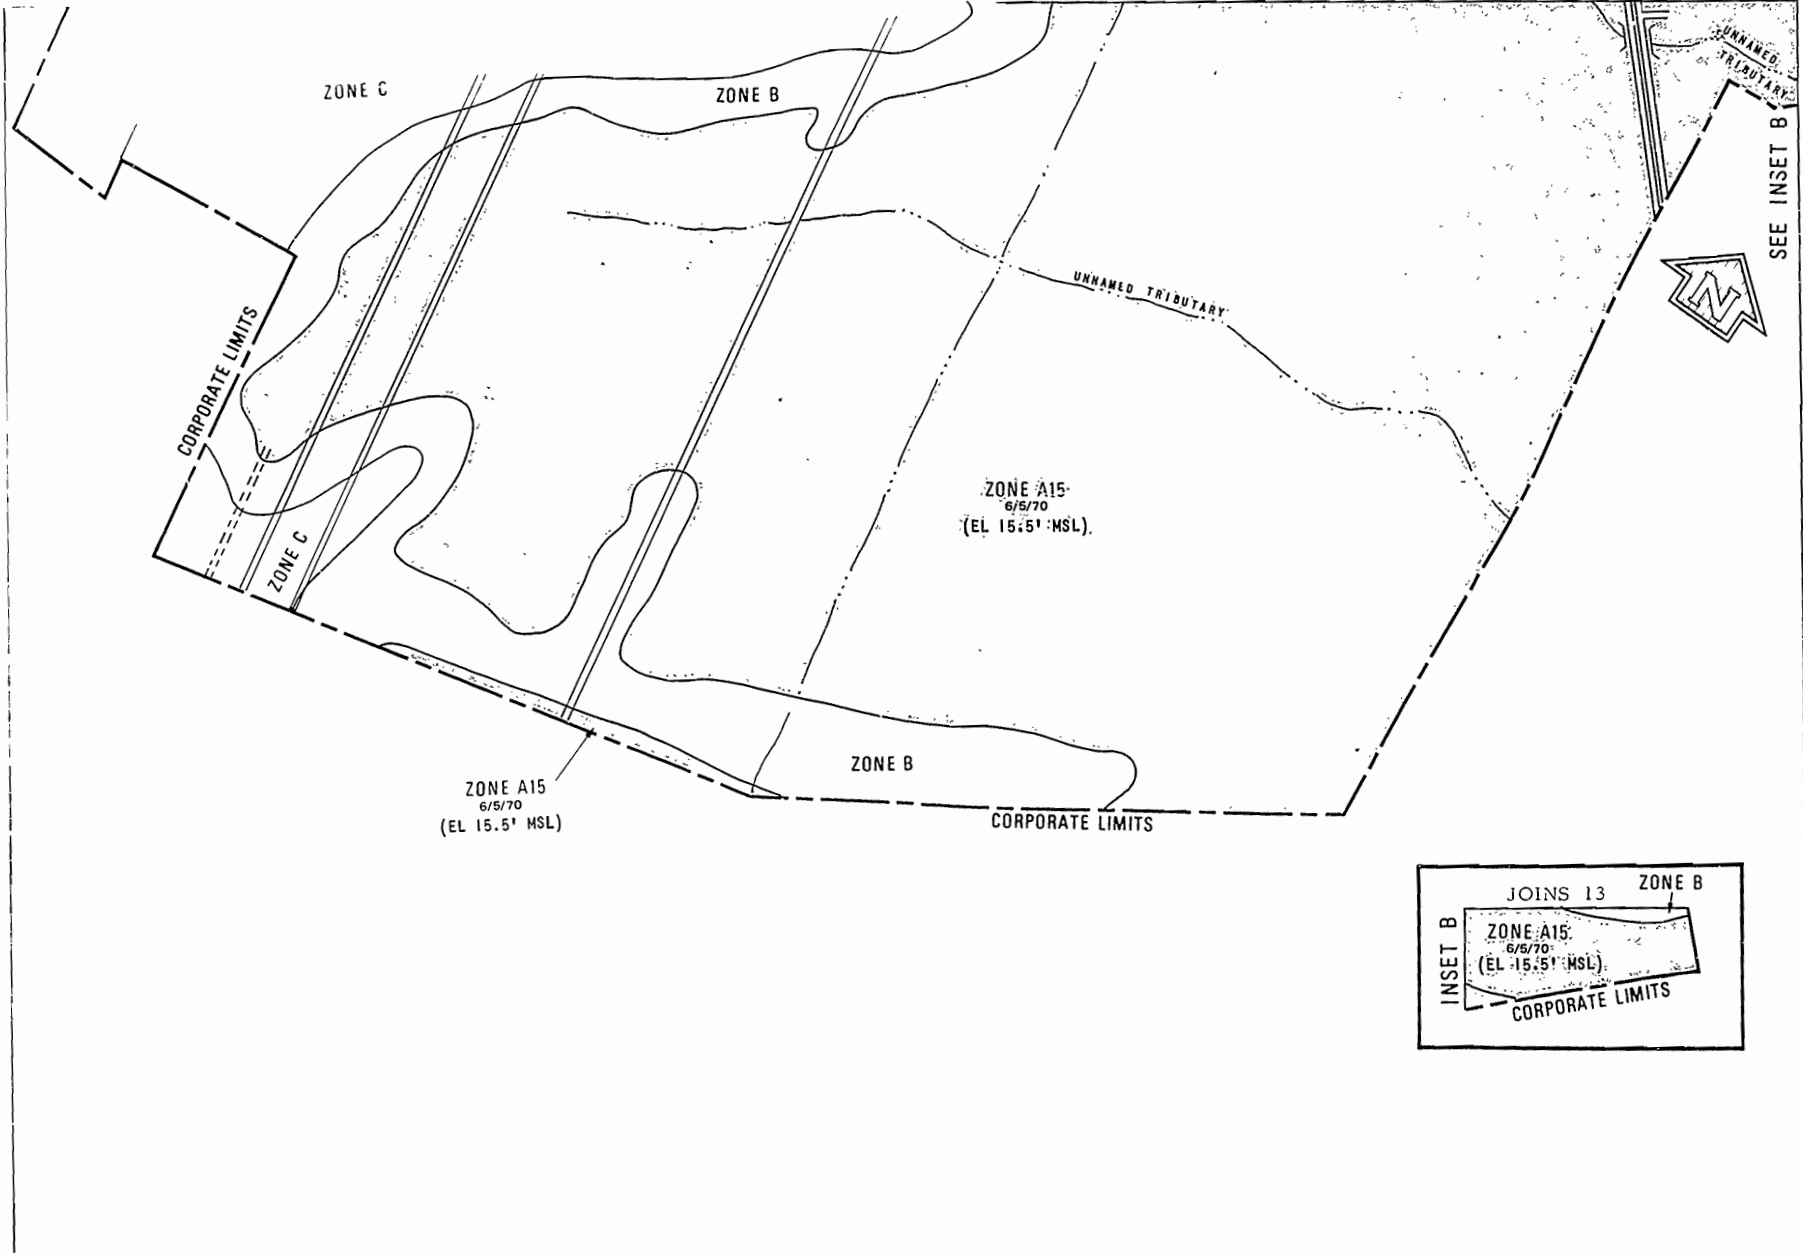 ZONE C
ZONE B
UNNAMED
TRIBUTARY
SEE INSET B
N
UNNAMED TRIBUTARY
CORPORATE LIMITS
ZONE A15
6/5/70
(EL 15.5' MSL)
ZONE C
ZONE B
ZONE A15
6/5/70
(EL 15.5' MSL)
CORPORATE LIMITS
JOINS 13
ZONE B
INSET B
ZONE A15
6/5/70
(EL 15.5' MSL)
CORPORATE LIMITS